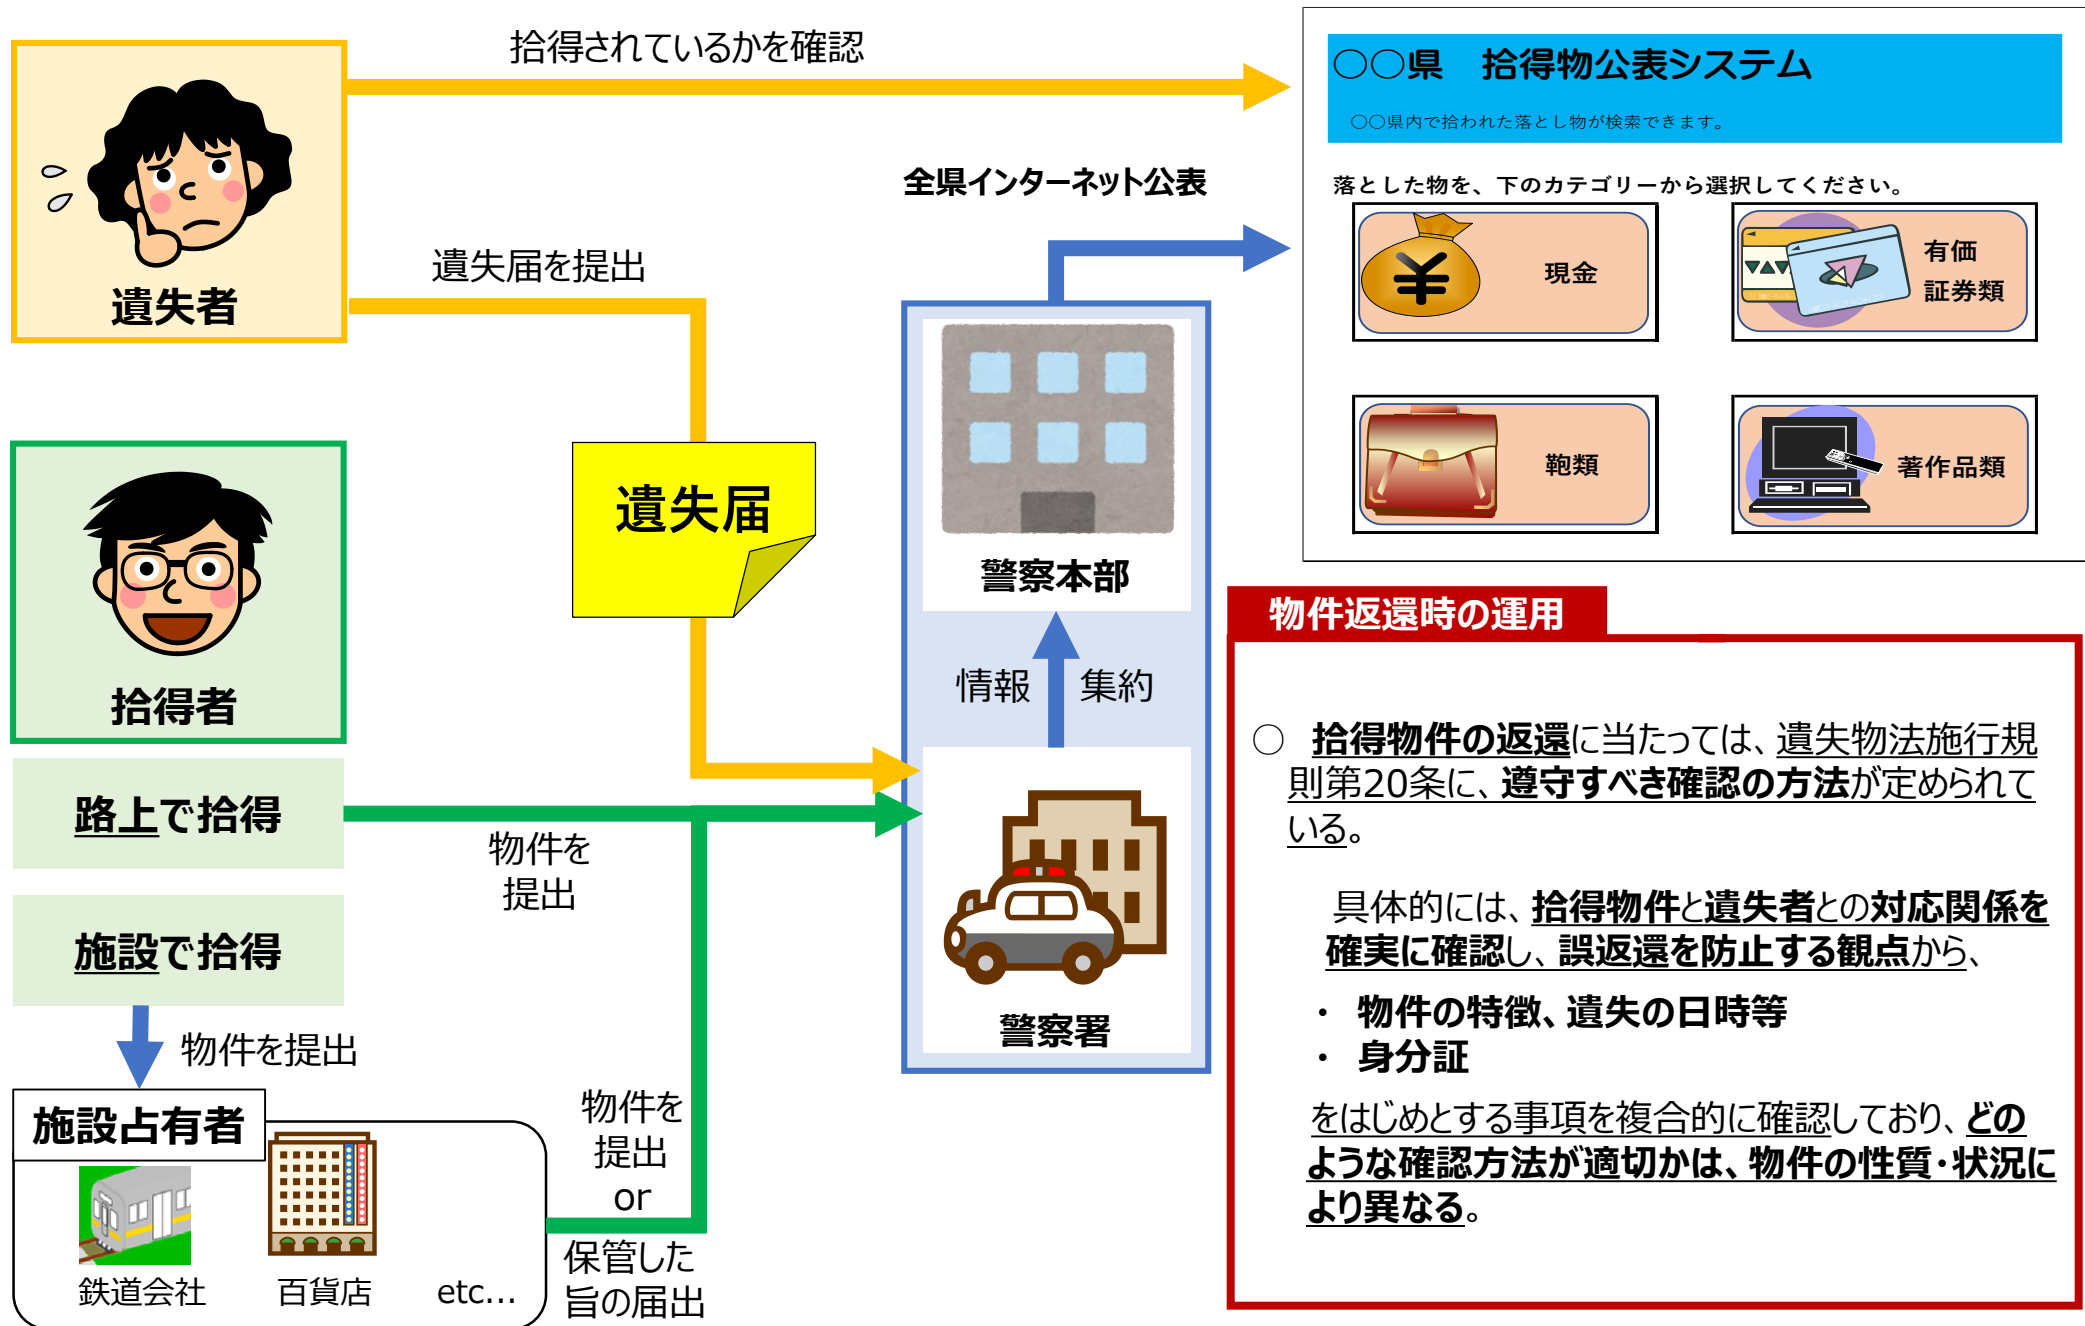 拾得されているかを確認
遺失者
遺失届を提出
遺失届
拾得者
路上で拾得
施設で拾得
物件を
提出
物件を提出
施設占有者
鉄道会社
百貨店
etc…
物件を
提出
or
保管した
旨の届出
全県インターネット公表
警察本部
情報
集約
警察署
○○県 拾得物公表システム
○○県内で拾われた落とし物が検索できます。
落とした物を、下のカテゴリーから選択してください。
現金
有価
証券類
鞄類
著作品類
物件返還時の運用
○ 拾得物件の返還に当たっては、遺失物法施行規
則第20条に、遵守すべき確認の方法が定められて
いる。
具体的には、拾得物件と遺失者との対応関係を
確実に確認し、誤返還を防止する観点から、
・ 物件の特徴、遺失の日時等
・ 身分証
をはじめとする事項を複合的に確認しており、どの
ような確認方法が適切かは、物件の性質・状況に
より異なる。